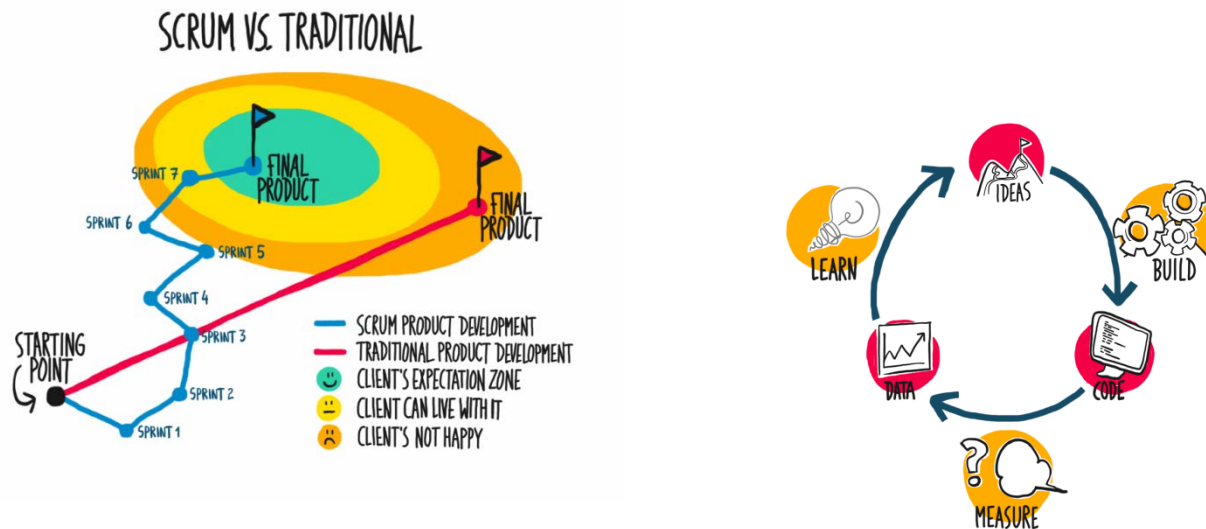 SCRUM VS. TRADITIONAL
SPRINT 7
FINAL
PRODUCT
FINAL
PRODUCT
SPRINT 6
SPRINT 5
SPRINT 4
SPRINT 3
STARTING
POINT
SPRINT 2
SPRINT 1
SCRUM PRODUCT DEVELOPMENT
TRADITIONAL PRODUCT DEVELOPMENT
CLIENT'S EXPECTATION ZONE
CLIENT CAN LIVE WITH IT
CLIENT'S NOT HAPPY
IDEAS
BUILD
CODE
MEASURE
?
DATA
LEARN